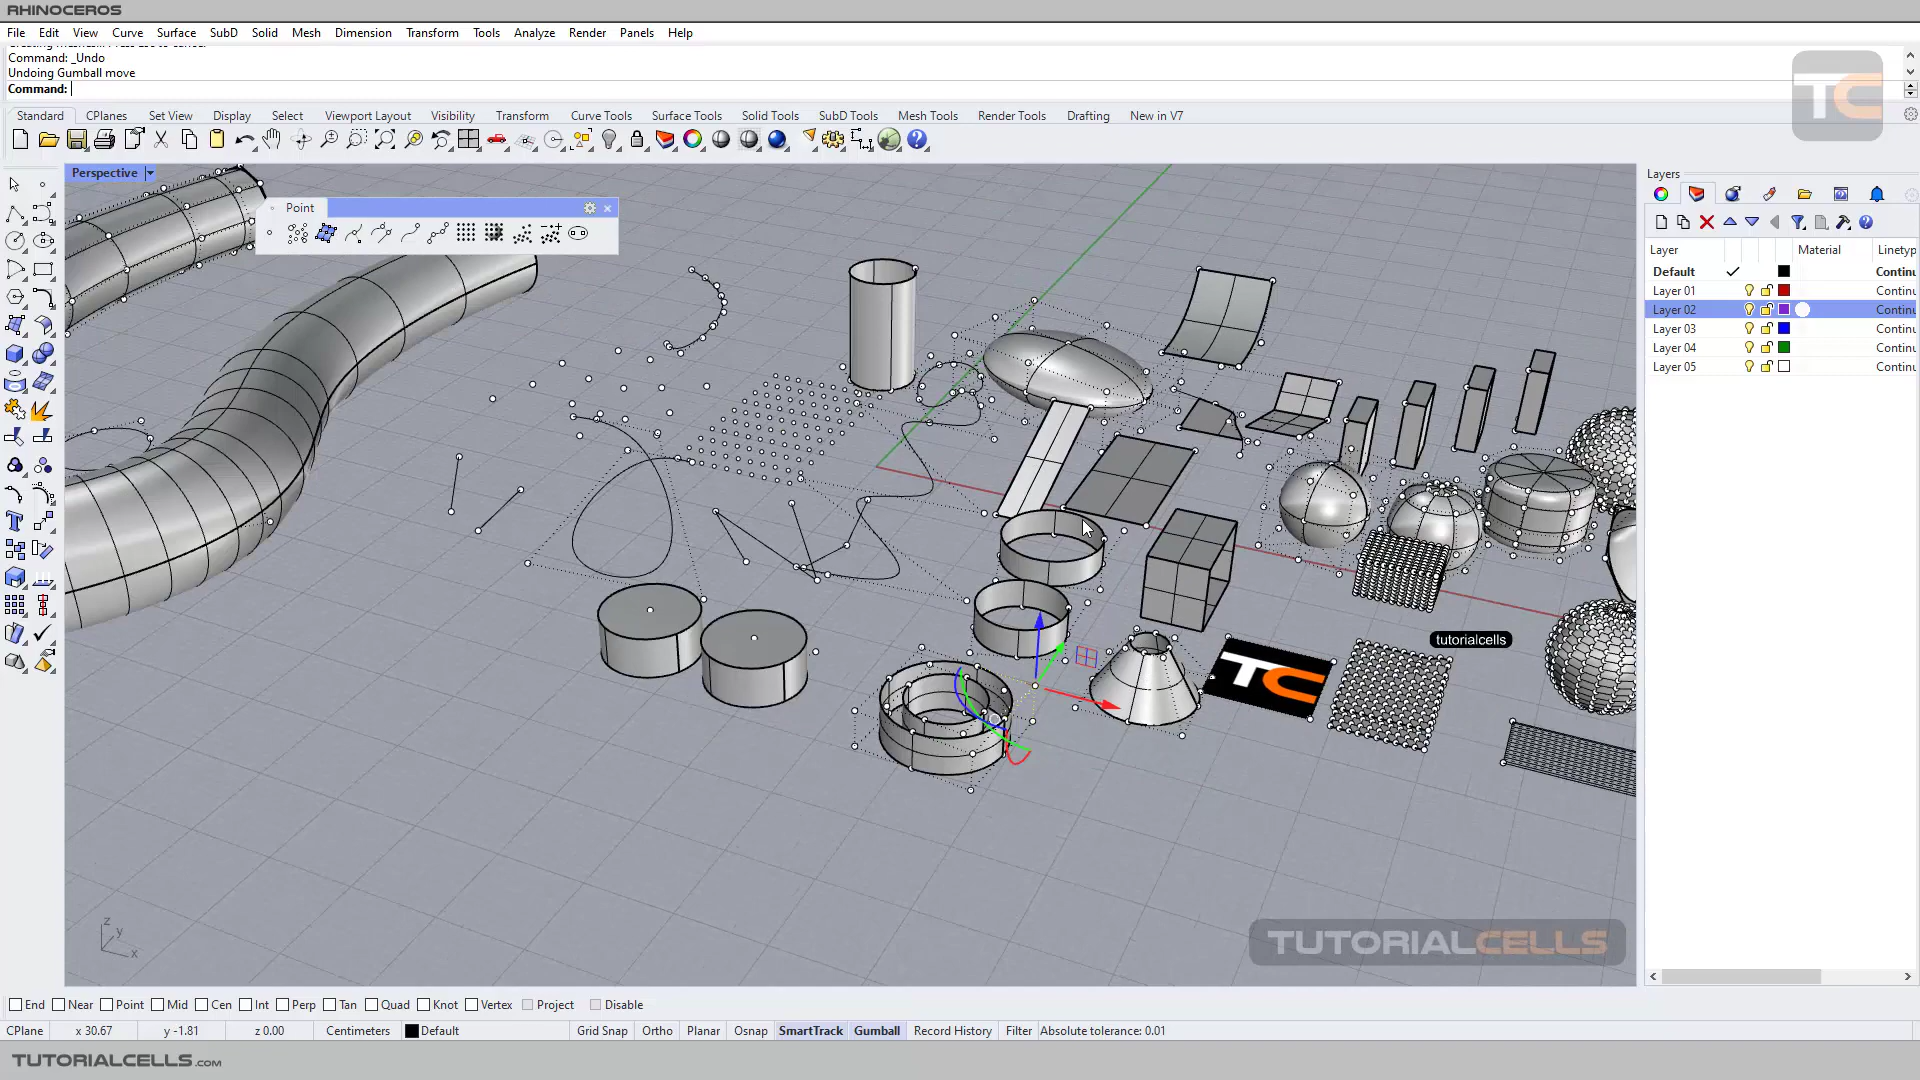 RHINOCEROS
File Edit View Curve Surface SubD Solid Mesh Dimension Transform Tools Analyze Render Panels Help
Command: _Undo
Undoing Gumball move
Command:
TC
Standard CPlanes Set View Display Select Viewport Layout Visibility Transform Curve Tools Surface Tools Solid Tools SubD Tools Mesh Tools Render Tools Drafting New in V7
Perspective
Point
Layers
Layer Material Linetyp
Default Continu
Layer 01 Continu
Layer 02 Continu
Layer 03 Continu
Layer 04 Continu
Layer 05 Continu
tutorialcells
TC
z
y
x
TUTORIALCELLS
End Near Point Mid Cen Int Perp Tan Quad Knot Vertex Project Disable
CPlane x 30.67 y -1.81 z 0.00 Centimeters Default Grid Snap Ortho Planar Osnap SmartTrack Gumball Record History Filter Absolute tolerance: 0.01
TUTORIALCELLS.COM